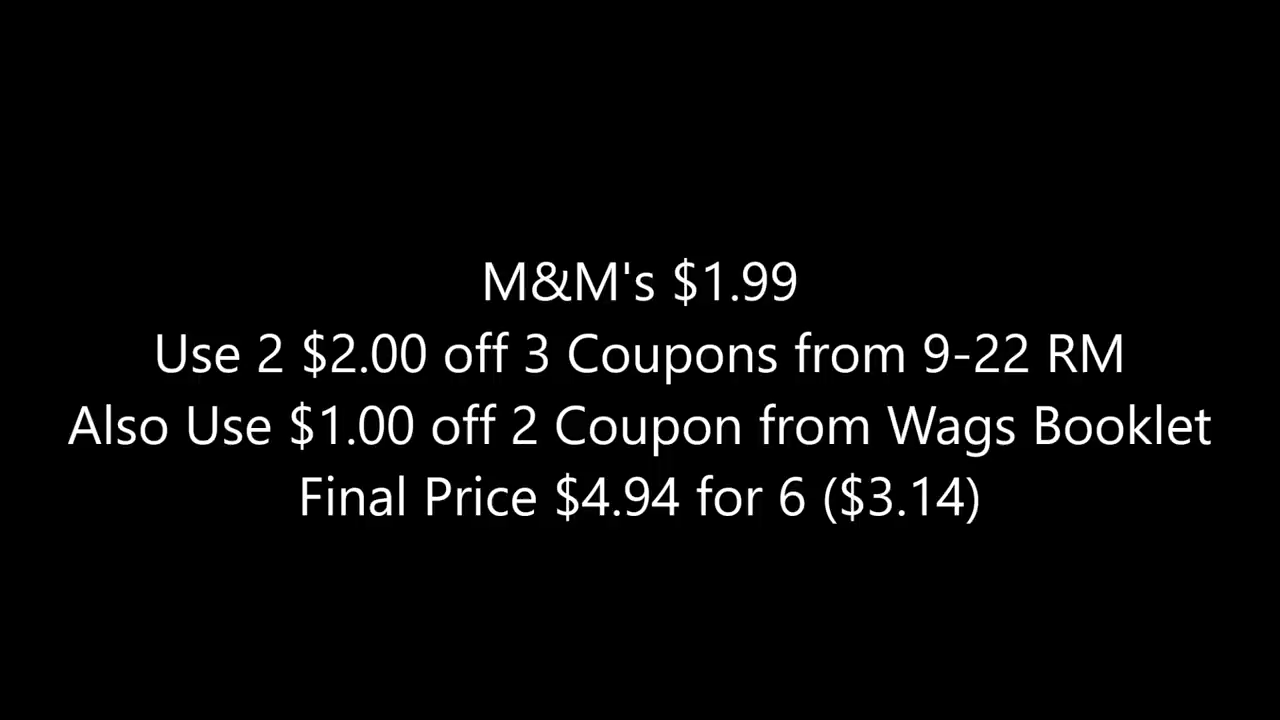 M&M's $1.99
Use 2 $2.00 off 3 Coupons from 9-22 RM
Also Use $1.00 off 2 Coupon from Wags Booklet
Final Price $4.94 for 6 ($3.14)